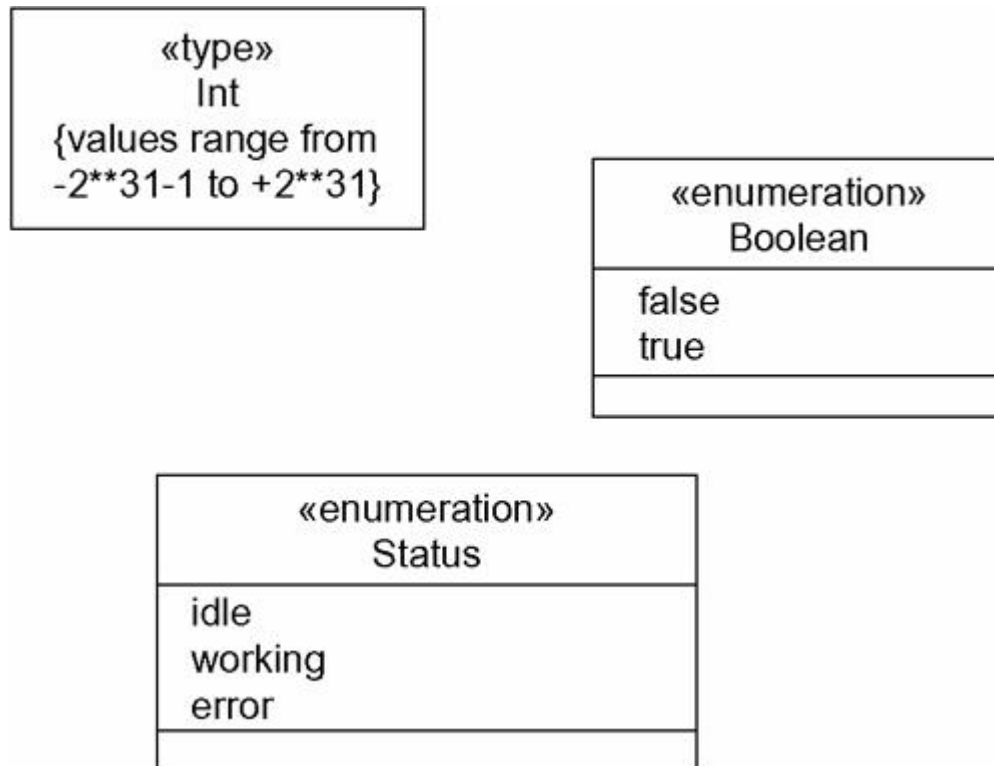 «type»
Int
{values range from
-2**31-1 to +2**31}
«enumeration»
Boolean
false
true
«enumeration»
Status
idle
working
error